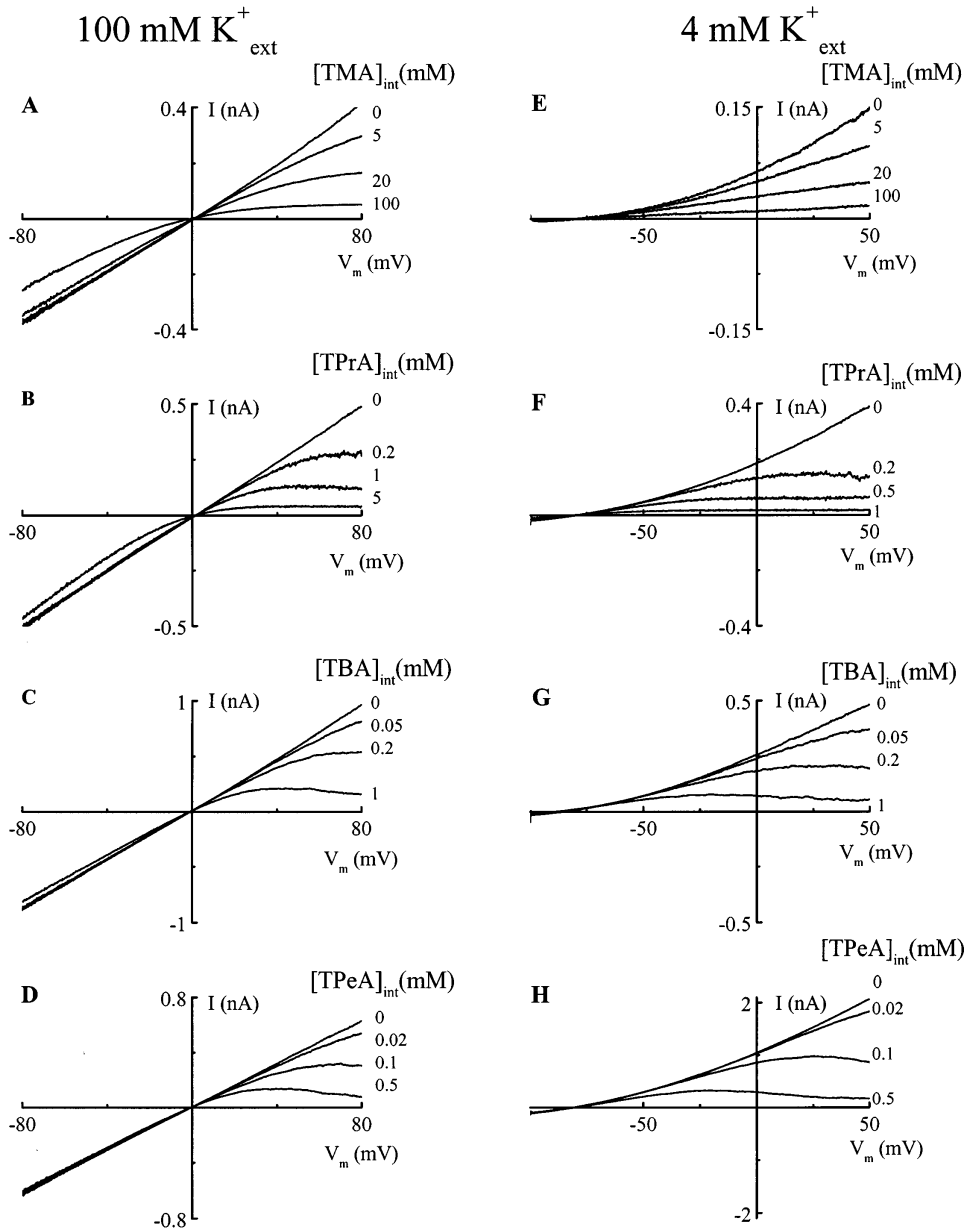 100 mM K+ext
4 mM K+ext
[TMA]int(mM)
A
I (nA)
0.4
0
5
20
100
-80
80
Vm (mV)
-0.4
[TMA]int(mM)
E
I (nA)
0.15
0
5
20
100
-50
50
Vm (mV)
-0.15
[TPrA]int(mM)
B
I (nA)
0.5
0
0.2
1
5
-80
80
Vm (mV)
-0.5
[TPrA]int(mM)
F
I (nA)
0.4
0
0.2
0.5
1
-50
50
Vm (mV)
-0.4
[TBA]int(mM)
C
I (nA)
1
0
0.05
0.2
1
-80
80
Vm (mV)
-1
[TBA]int(mM)
G
I (nA)
0.5
0
0.05
0.2
1
-50
50
Vm (mV)
-0.5
[TPeA]int(mM)
D
I (nA)
0.8
0
0.02
0.1
0.5
-80
80
Vm (mV)
-0.8
[TPeA]int(mM)
H
I (nA)
2
0
0.02
0.1
0.5
-50
50
Vm (mV)
-2